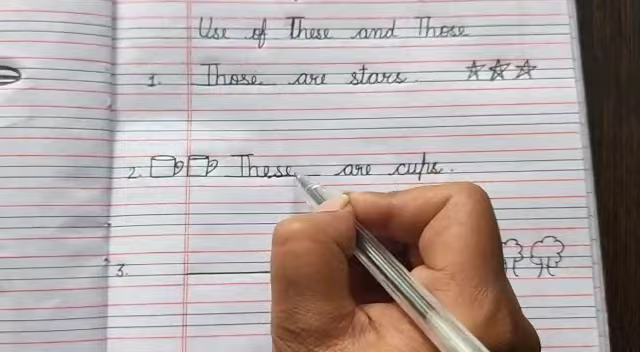 Use of These and Those
1. Those are stars.
2. These are cups.
3.